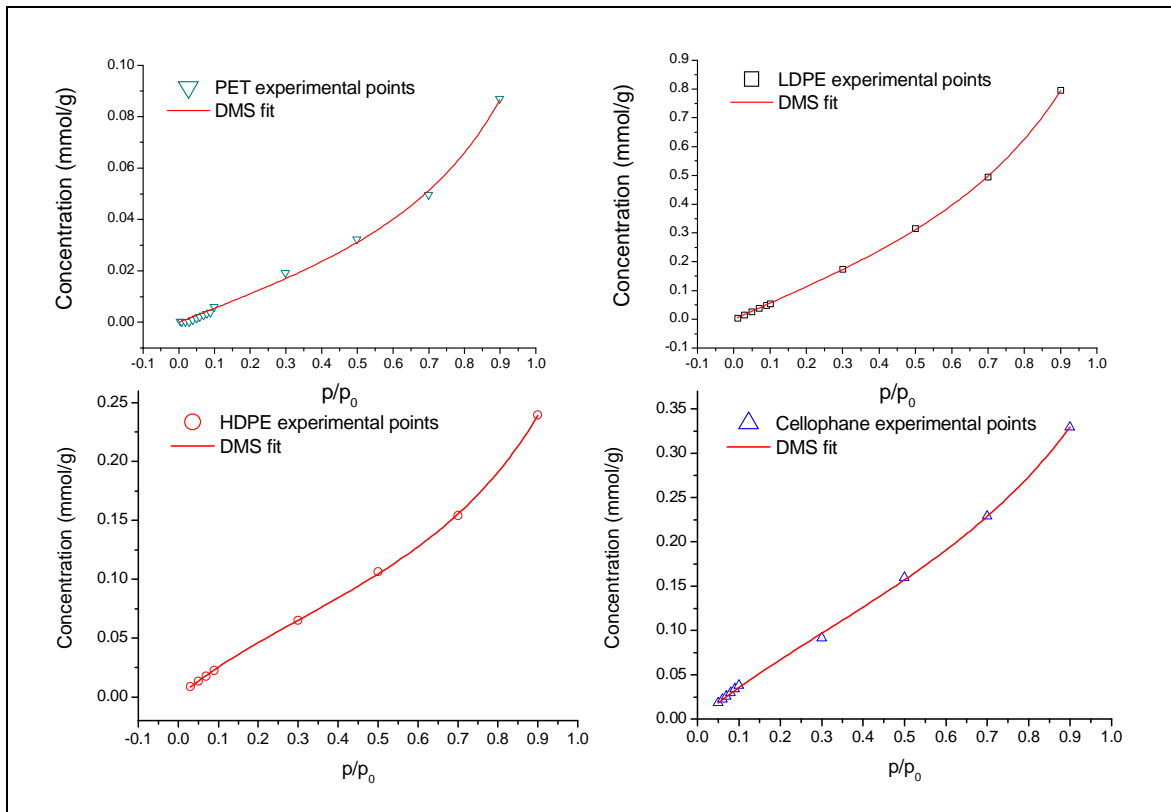 PET experimental points
DMS fit
0.10
0.08
0.06
0.04
0.02
0.00
Concentration (mmol/g)
-0.1 0.0 0.1 0.2 0.3 0.4 0.5 0.6 0.7 0.8 0.9 1.0
p/p0
LDPE experimental points
DMS fit
0.9
0.8
0.7
0.6
0.5
0.4
0.3
0.2
0.1
0.0
-0.1
Concentration (mmol/g)
-0.1 0.0 0.1 0.2 0.3 0.4 0.5 0.6 0.7 0.8 0.9 1.0
p/p0
HDPE experimental points
DMS fit
0.25
0.20
0.15
0.10
0.05
0.00
Concentration (mmol/g)
-0.1 0.0 0.1 0.2 0.3 0.4 0.5 0.6 0.7 0.8 0.9 1.0
p/p0
Cellophane experimental points
DMS fit
0.35
0.30
0.25
0.20
0.15
0.10
0.05
0.00
Concentration (mmol/g)
-0.1 0.0 0.1 0.2 0.3 0.4 0.5 0.6 0.7 0.8 0.9 1.0
p/p0